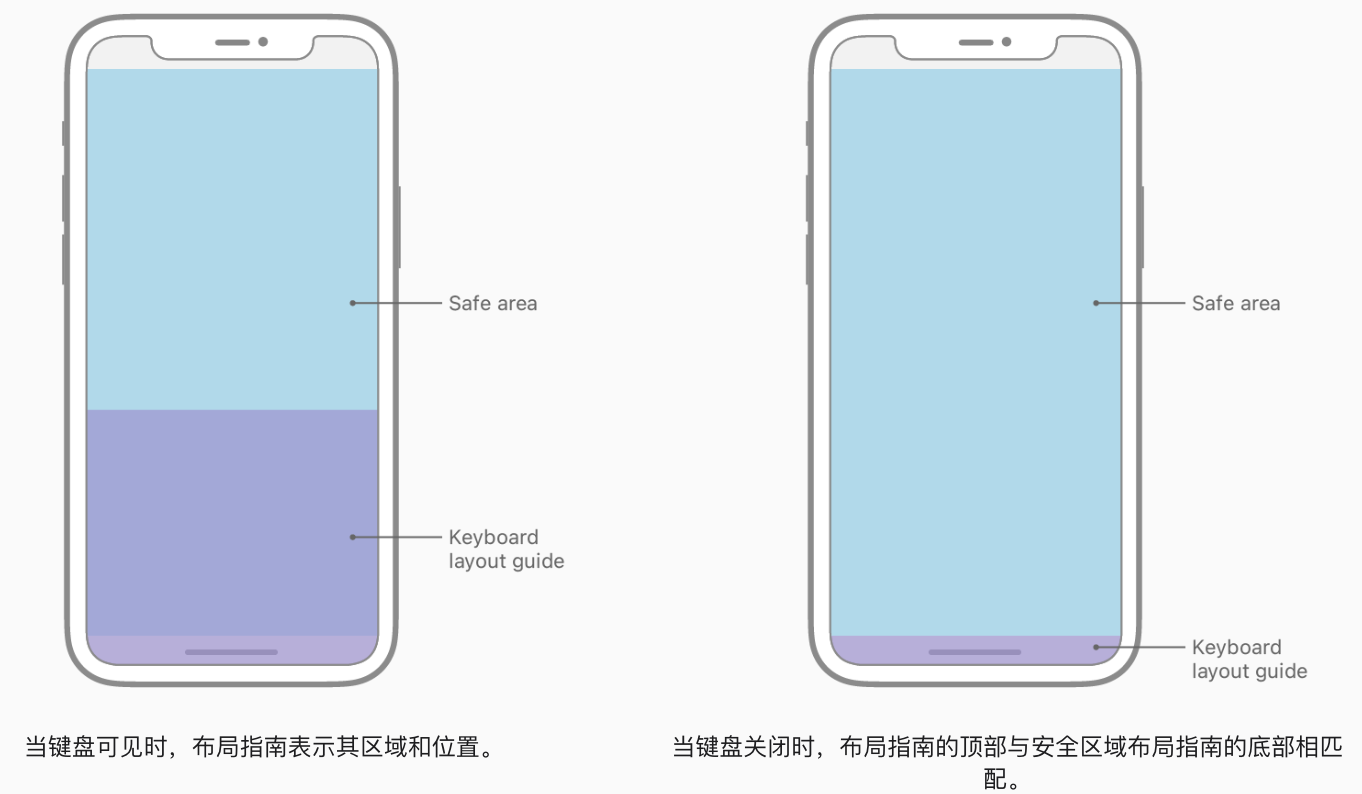 Safe area
Keyboard
layout guide
当键盘可见时，布局指南表示其区域和位置。
Safe area
Keyboard
layout guide
当键盘关闭时，布局指南的顶部与安全区域布局指南的底部相匹
配。